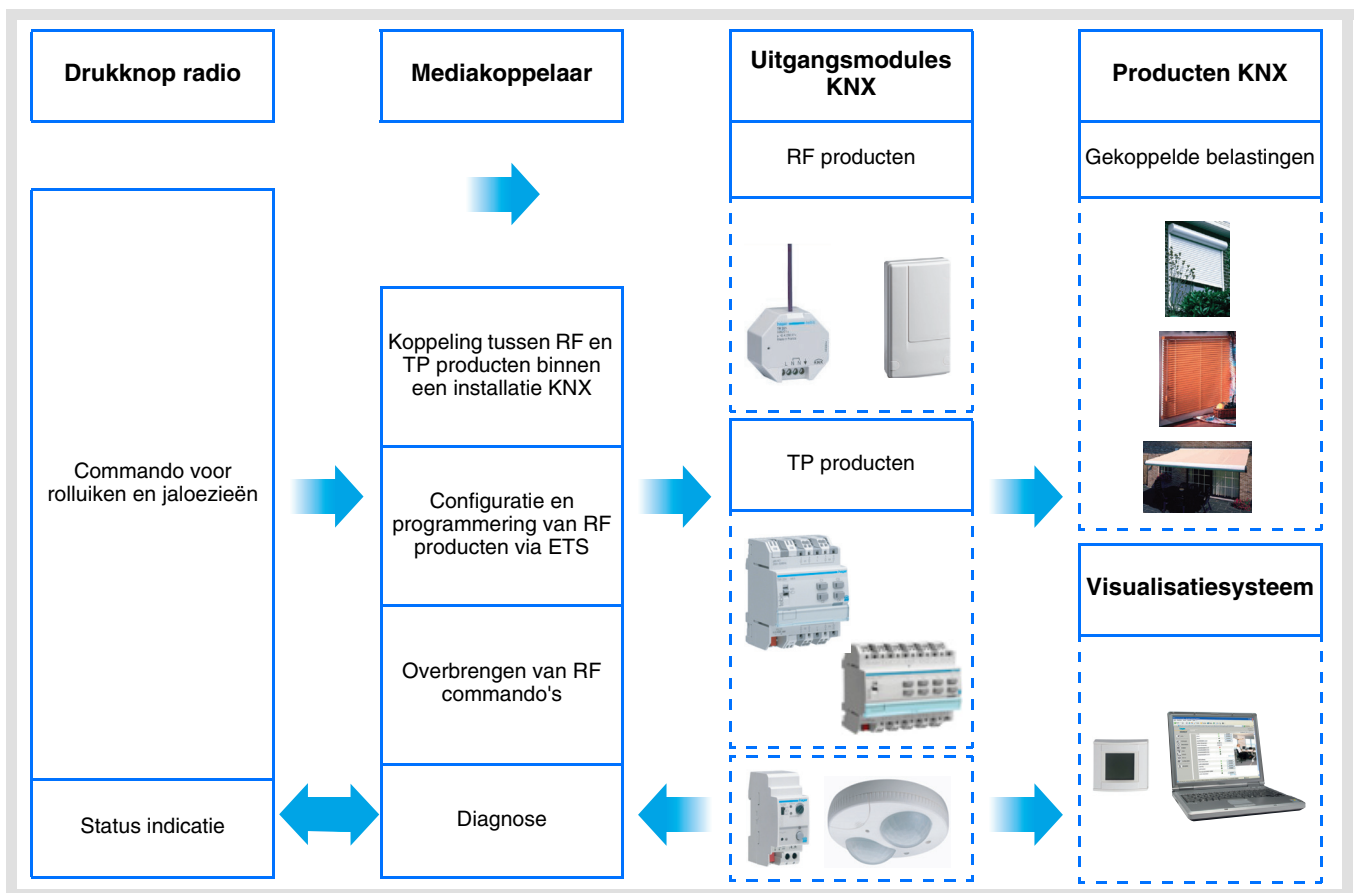 Drukknop radio
Mediakoppelaar
Uitgangsmodules
KNX
Producten KNX
RF producten
Gekoppelde belastingen
Koppeling tussen RF en
TP producten binnen
een installatie KNX
Commando voor
rolluiken en jaloezieën
Configuratie en
programmering van RF
producten via ETS
TP producten
Visualisatiesysteem
Overbrengen van RF
commando's
Status indicatie
Diagnose